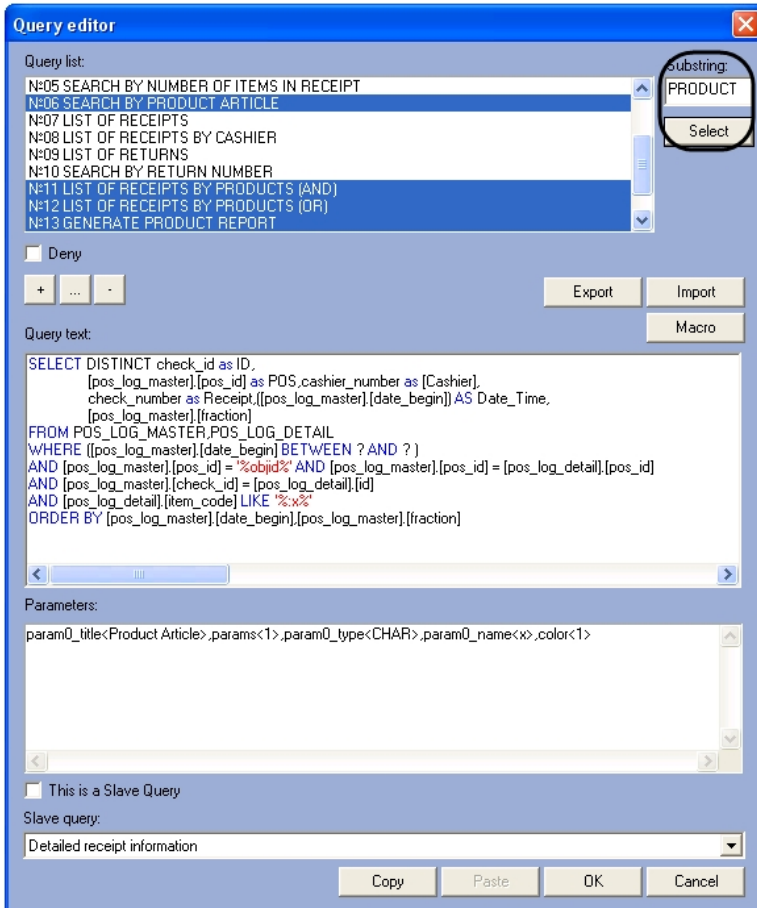 Query editor
Query list:
Substring:
PRODUCT
Select
№05 SEARCH BY NUMBER OF ITEMS IN RECEIPT
№06 SEARCH BY PRODUCT ARTICLE
№07 LIST OF RECEIPTS
№08 LIST OF RECEIPTS BY CASHIER
№09 LIST OF RETURNS
№10 SEARCH BY RETURN NUMBER
№11 LIST OF RECEIPTS BY PRODUCTS (AND)
№12 LIST OF RECEIPTS BY PRODUCTS (OR)
№13 GENERATE PRODUCT REPORT
Deny
+ ... -
Export Import
Macro
Query text:
SELECT DISTINCT check_id as ID,
[pos_log_master].[pos_id] as POS,cashier_number as [Cashier],
check_number as Receipt,([pos_log_master].[date_begin]) AS Date_Time,
[pos_log_master].[fraction]
FROM POS_LOG_MASTER,POS_LOG_DETAIL
WHERE ([pos_log_master].[date_begin] BETWEEN ? AND ? )
AND [pos_log_master].[pos_id] = '%objid%' AND [pos_log_master].[pos_id] = [pos_log_detail].[pos_id]
AND [pos_log_master].[check_id] = [pos_log_detail].[id]
AND [pos_log_detail].[item_code] LIKE '%:x%'
ORDER BY [pos_log_master].[date_begin],[pos_log_master].[fraction]
Parameters:
param0_title<Product Article>,params<1>,param0_type<CHAR>,param0_name<x>,color<1>
This is a Slave Query
Slave query:
Detailed receipt information
Copy Paste OK Cancel